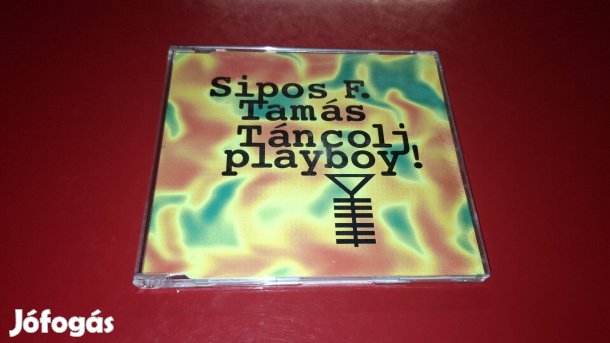 Sipos F.
Tamás
Táncolj
playboy!
Jófogás